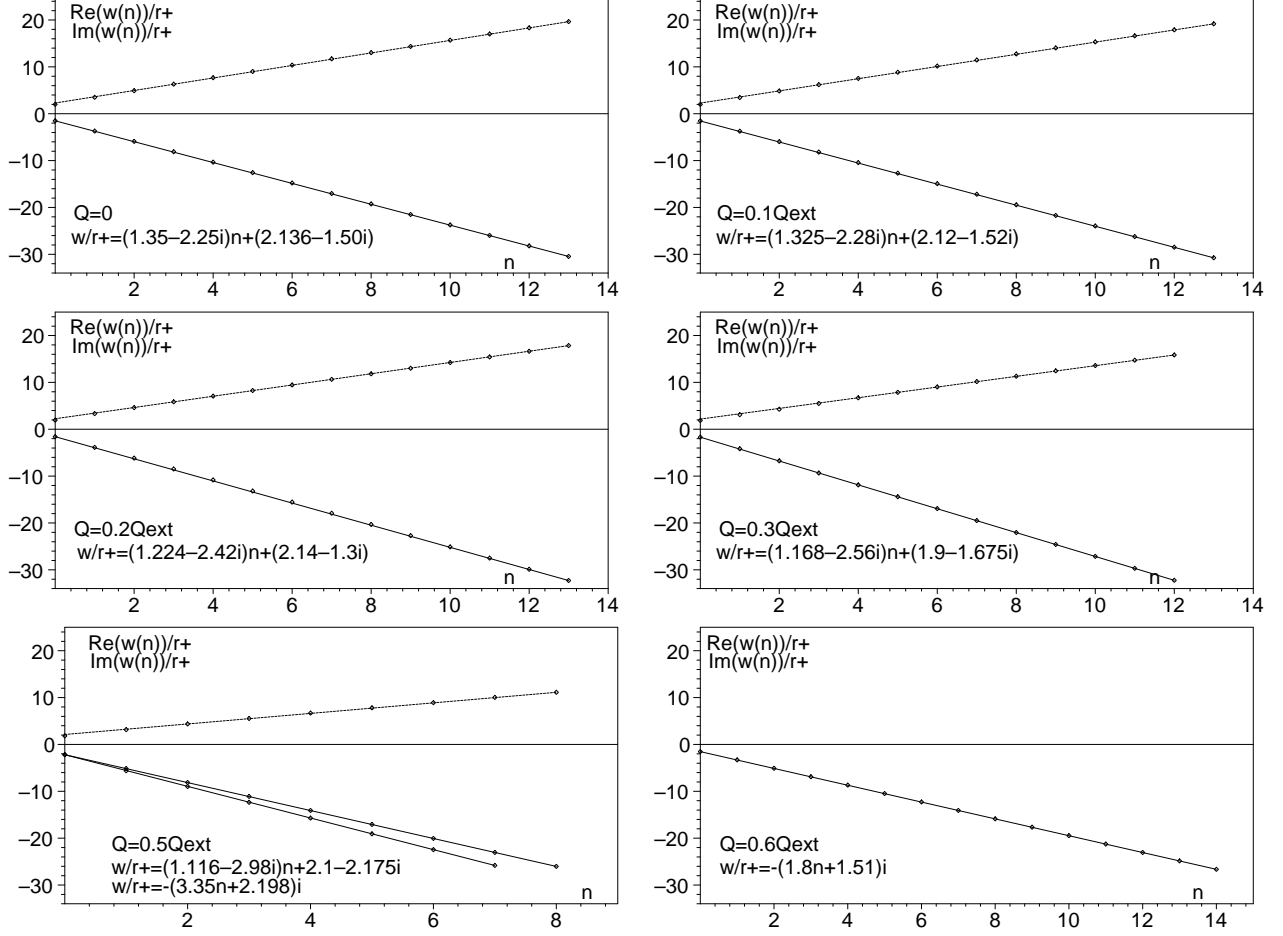 Re(w(n))/r+
Im(w(n))/r+
20
10
0
–10
–20
–30
Q=0
w/r+=(1.35–2.25i)n+(2.136–1.50i)
n
2 4 6 8 10 12 14
Re(w(n))/r+
Im(w(n))/r+
20
10
0
–10
–20
–30
Q=0.1Qext
w/r+=(1.325–2.28i)n+(2.12–1.52i)
n
2 4 6 8 10 12 14
Re(w(n))/r+
Im(w(n))/r+
20
10
0
–10
–20
–30
Q=0.2Qext
w/r+=(1.224–2.42i)n+(2.14–1.3i)
n
2 4 6 8 10 12 14
Re(w(n))/r+
Im(w(n))/r+
20
10
0
–10
–20
–30
Q=0.3Qext
w/r+=(1.168–2.56i)n+(1.9–1.675i)
n
2 4 6 8 10 12 14
Re(w(n))/r+
Im(w(n))/r+
20
10
0
–10
–20
–30
Q=0.5Qext
w/r+=(1.116–2.98i)n+2.1–2.175i
w/r+=-(3.35n+2.198)i
n
2 4 6 8
Re(w(n))/r+
Im(w(n))/r+
20
10
0
–10
–20
–30
Q=0.6Qext
w/r+=-(1.8n+1.51)i
n
2 4 6 8 10 12 14